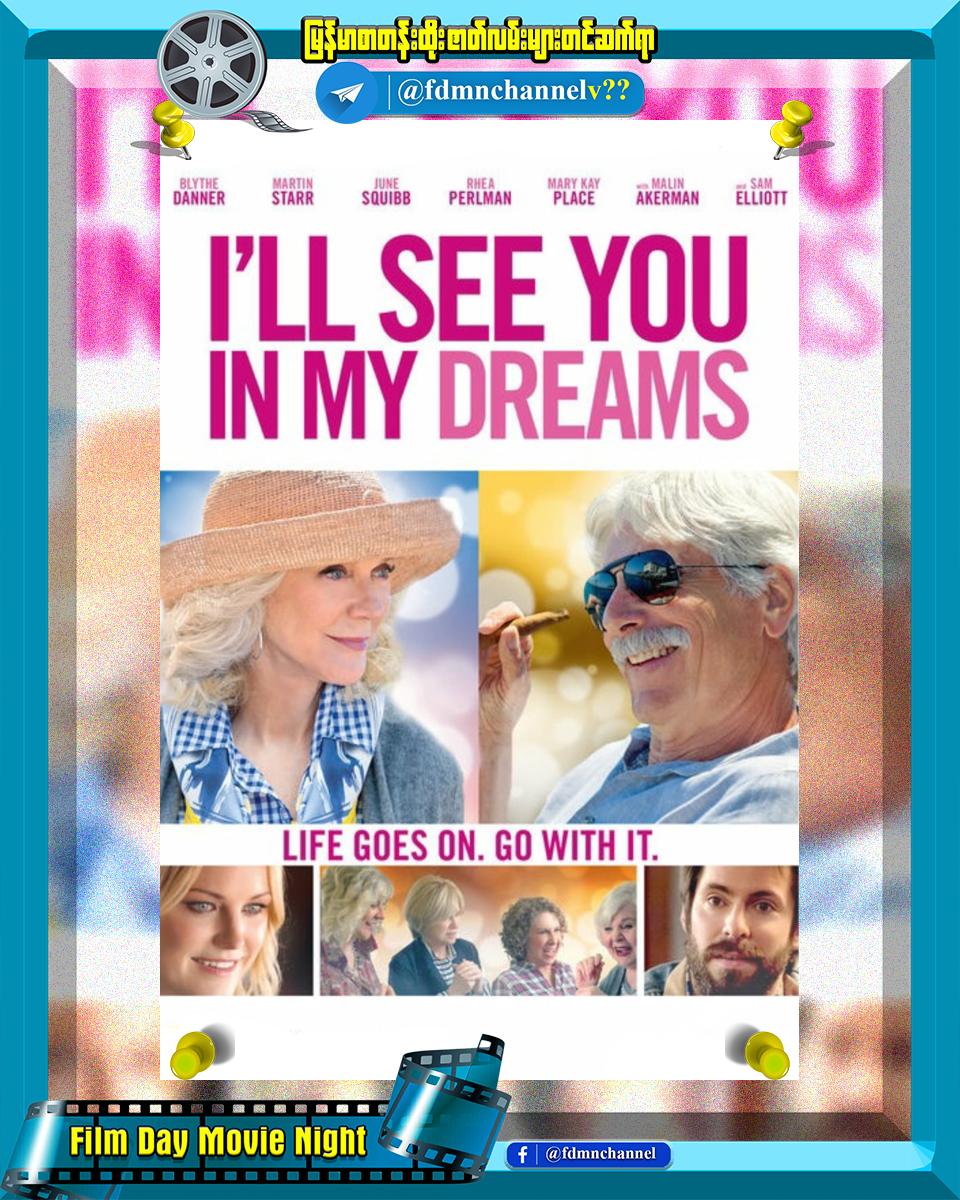 မြန်မာစာတန်းထိုးဇာတ်လမ်းများတင်ဆက်ရာ
@fdmnchannelv??
BLYTHE DANNER MARTIN STARR JUNE SQUIBB RHEA PERLMAN MARY KAY PLACE with MALIN AKERMAN and SAM ELLIOTT
I'LL SEE YOU
IN MY DREAMS
LIFE GOES ON. GO WITH IT.
Film Day Movie Night
f @fdmnchannel